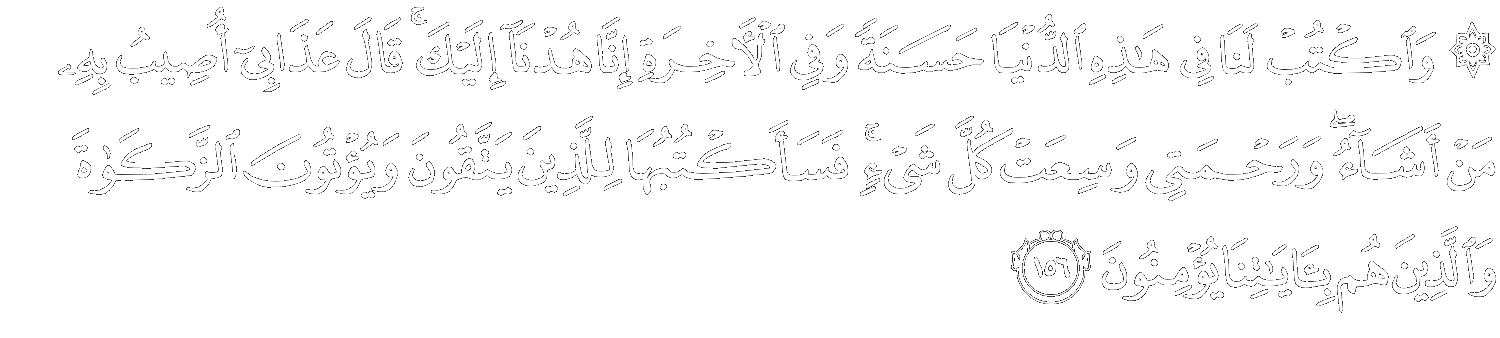 ۞ وَٱكۡتُبۡ لَنَا فِي هَٰذِهِ ٱلدُّنۡيَا حَسَنَةٗ وَفِي ٱلۡأٓخِرَةِ إِنَّا هُدۡنَآ إِلَيۡكَۚ قَالَ عَذَابِيٓ أُصِيبُ بِهِۦ
مَنۡ أَشَآءُۖ وَرَحۡمَتِي وَسِعَتۡ كُلَّ شَيۡءٖۚ فَسَأَكۡتُبُهَا لِلَّذِينَ يَتَّقُونَ وَيُؤۡتُونَ ٱلزَّكَوٰةَ
وَٱلَّذِينَ هُم بِـَٔايَٰتِنَا يُؤۡمِنُونَ ١٥٦